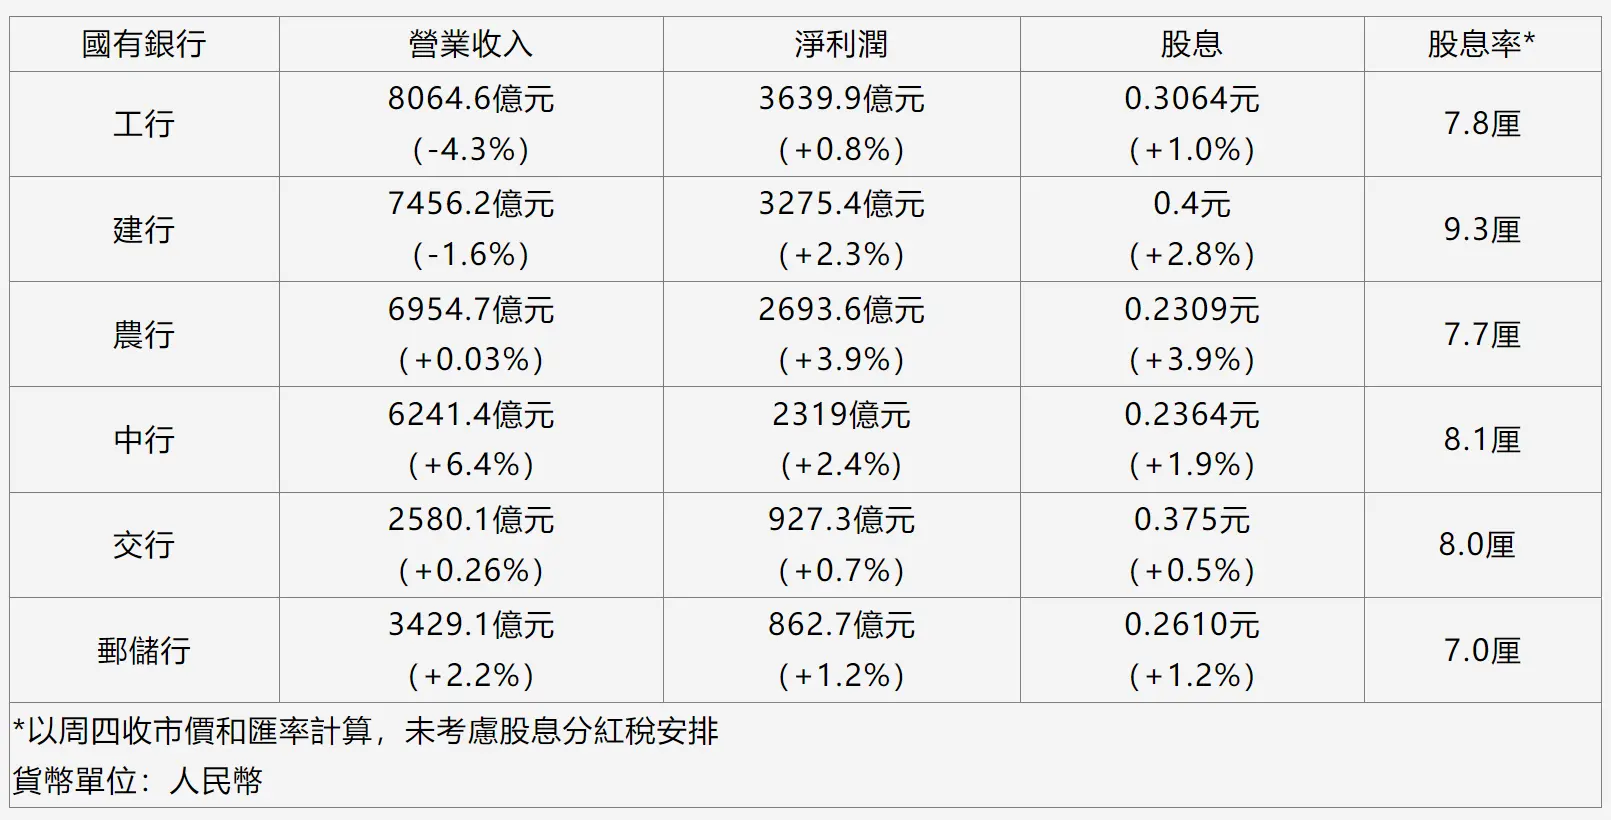 國有銀行 營業收入 淨利潤 股息 股息率*
工行 8064.6億元 (-4.3%) 3639.9億元 (+0.8%) 0.3064元 (+1.0%) 7.8厘
建行 7456.2億元 (-1.6%) 3275.4億元 (+2.3%) 0.4元 (+2.8%) 9.3厘
農行 6954.7億元 (+0.03%) 2693.6億元 (+3.9%) 0.2309元 (+3.9%) 7.7厘
中行 6241.4億元 (+6.4%) 2319億元 (+2.4%) 0.2364元 (+1.9%) 8.1厘
交行 2580.1億元 (+0.26%) 927.3億元 (+0.7%) 0.375元 (+0.5%) 8.0厘
郵儲行 3429.1億元 (+2.2%) 862.7億元 (+1.2%) 0.2610元 (+1.2%) 7.0厘
*以周四收市價和匯率計算，未考慮股息分紅稅安排
貨幣單位：人民幣